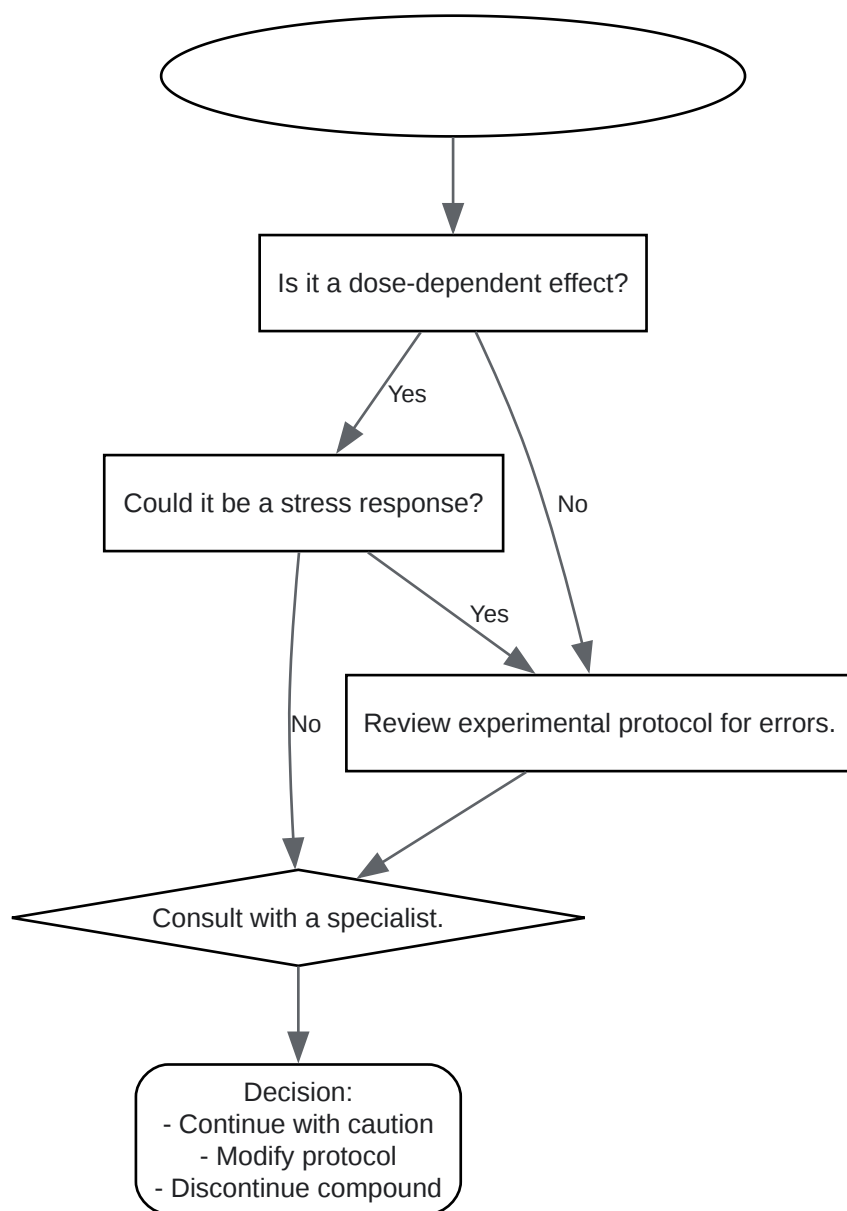 Is it a dose-dependent effect?
Yes
Could it be a stress response?
No
Yes
No
Review experimental protocol for errors.
Consult with a specialist.
Decision:
- Continue with caution
- Modify protocol
- Discontinue compound